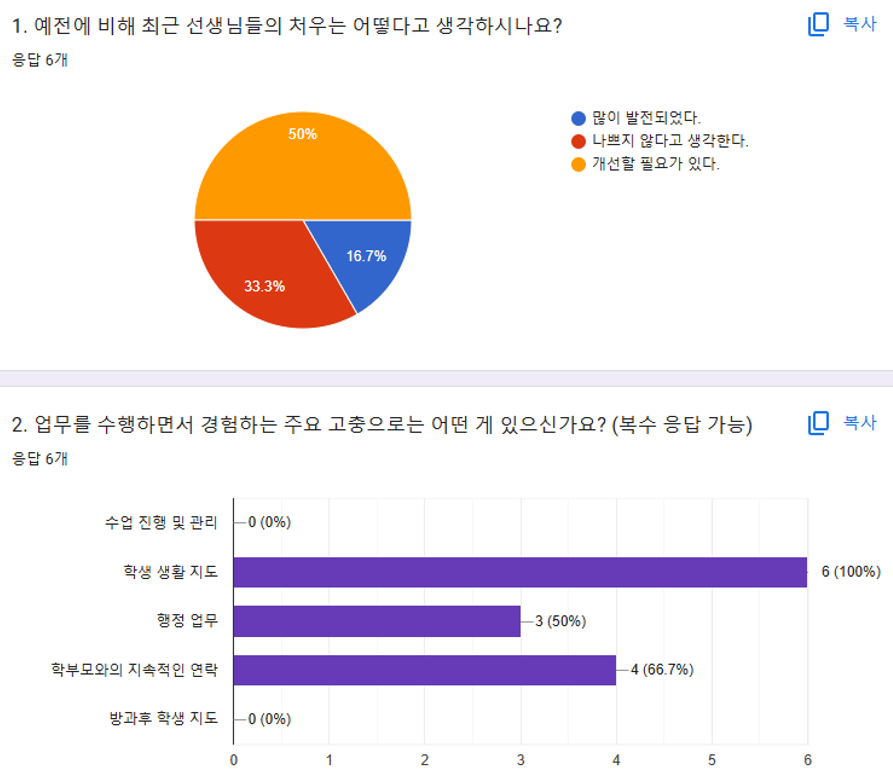 1. 예전에 비해 최근 선생님들의 처우는 어떻다고 생각하시나요?
복사
응답 6개
50%
16.7%
33.3%
많이 발전되었다.
나쁘지 않다고 생각한다.
개선할 필요가 있다.
2. 업무를 수행하면서 경험하는 주요 고충으로는 어떤 게 있으신가요? (복수 응답 가능)
복사
응답 6개
수업 진행 및 관리 0 (0%)
학생 생활 지도 6 (100%)
행정 업무 3 (50%)
학부모와의 지속적인 연락 4 (66.7%)
방과후 학생 지도 0 (0%)
0 1 2 3 4 5 6